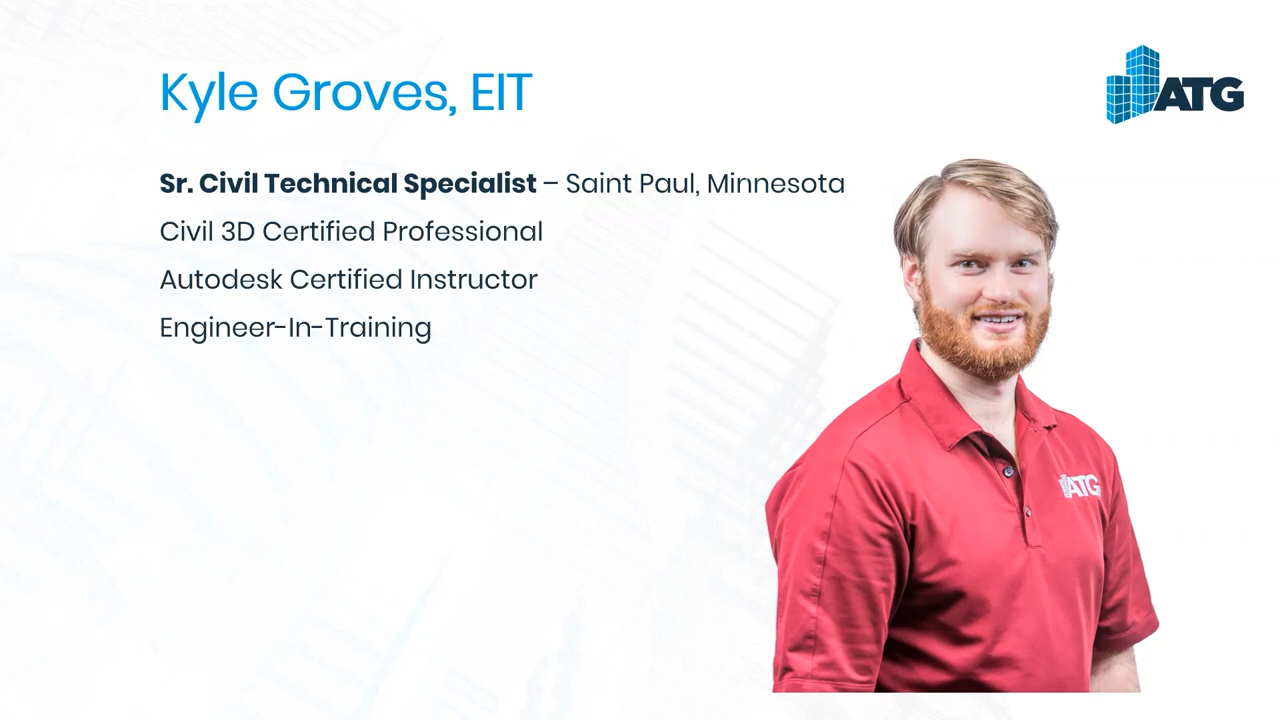 Kyle Groves, EIT
ATG
Sr. Civil Technical Specialist – Saint Paul, Minnesota
Civil 3D Certified Professional
Autodesk Certified Instructor
Engineer-In-Training
ATG